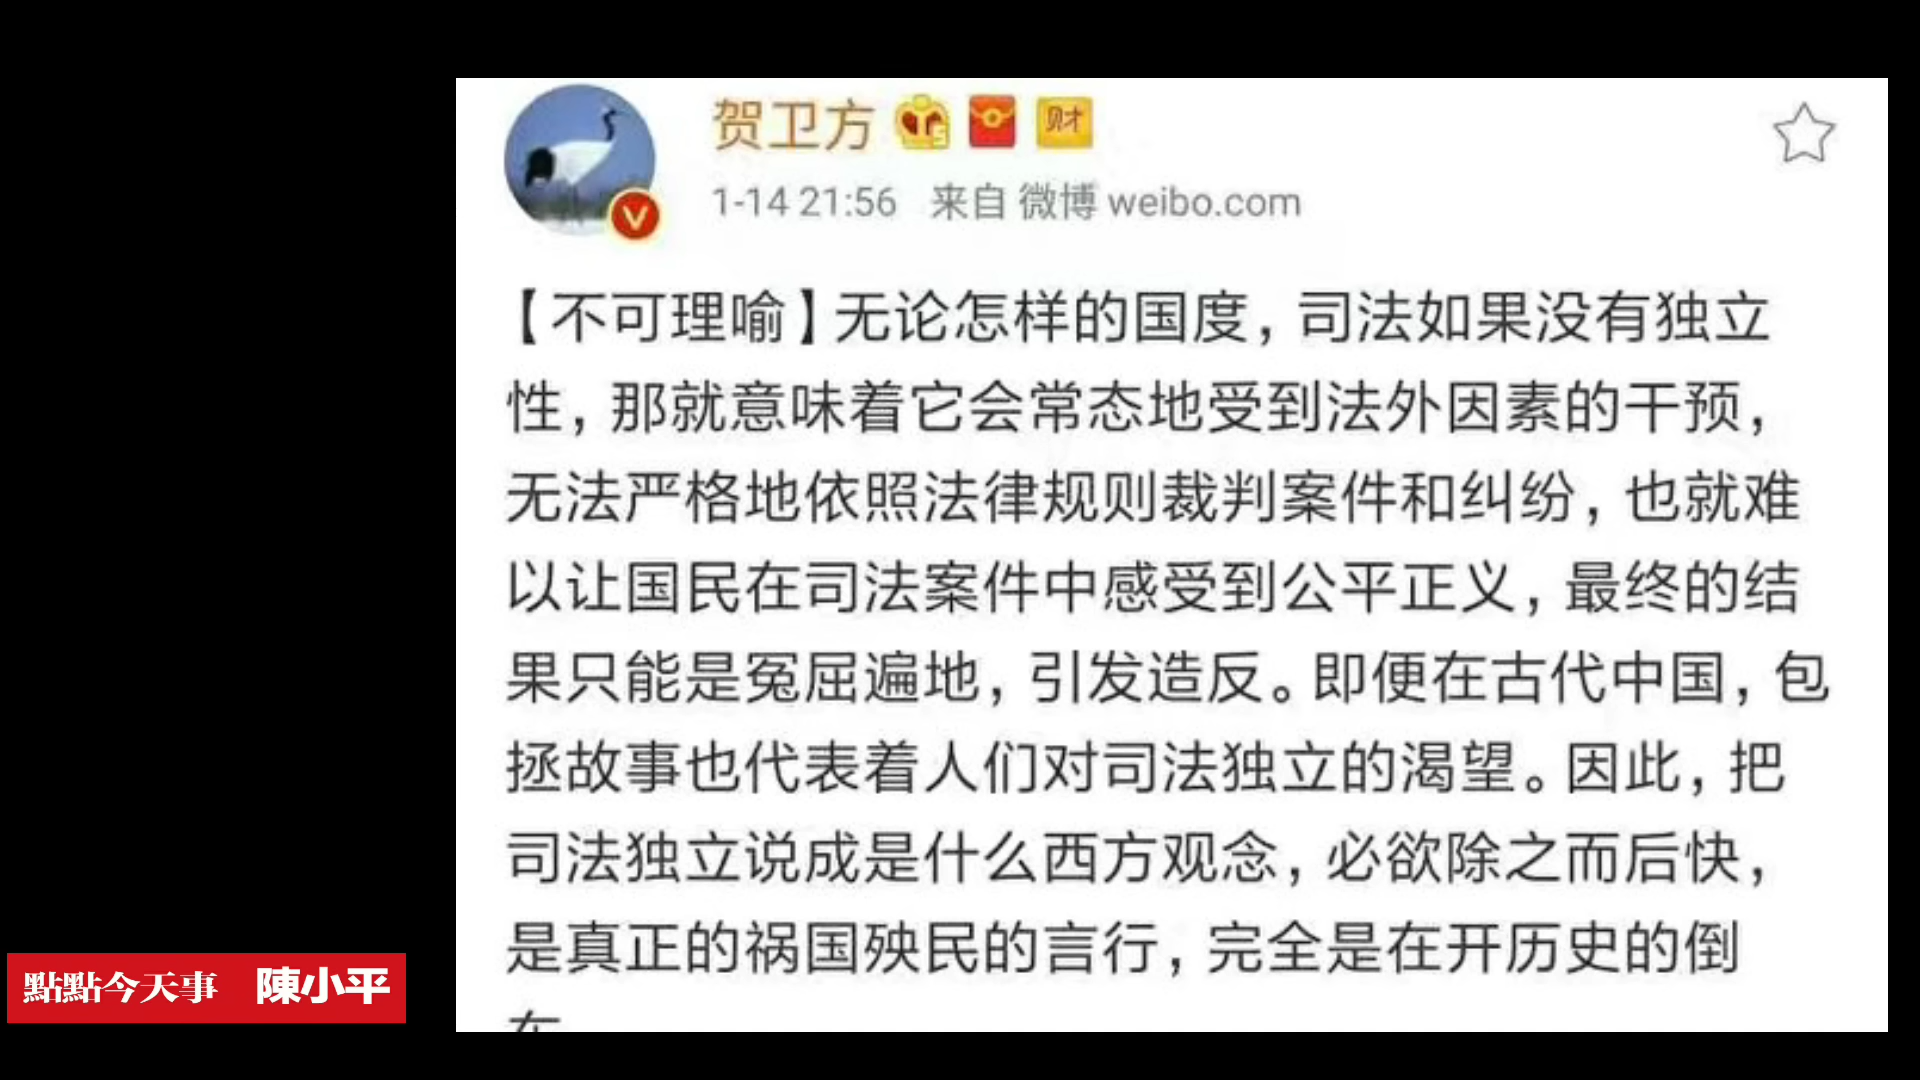 贺卫方 财
1-14 21:56 来自 微博 weibo.com
【不可理喻】无论怎样的国度，司法如果没有独立
性，那就意味着它会常态地受到法外因素的干预，
无法严格地依照法律规则裁判案件和纠纷，也就难
以让国民在司法案件中感受到公平正义，最终的结
果只能是冤屈遍地，引发造反。即便在古代中国，包
拯故事也代表着人们对司法独立的渴望。因此，把
司法独立说成是什么西方观念，必欲除之而后快，
是真正的祸国殃民的言行，完全是在开历史的倒
點點今天事 陳小平